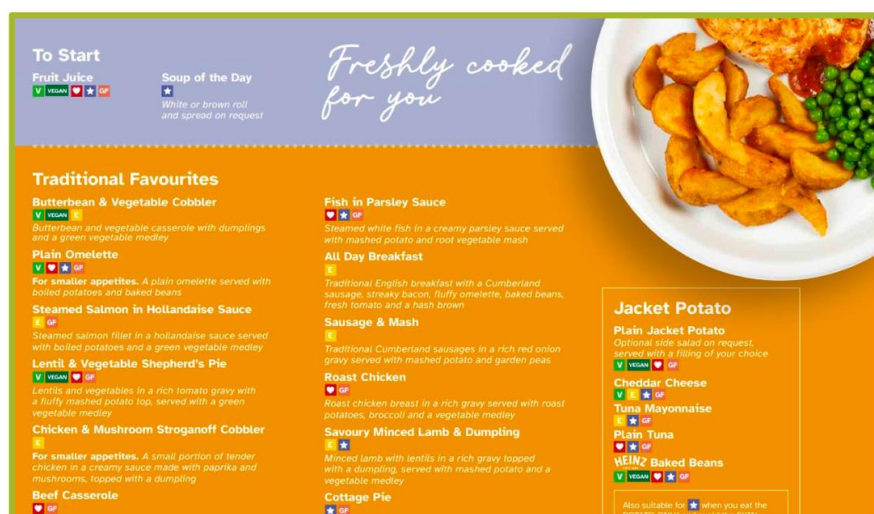 To Start
Fruit Juice
V VEGAN GF
Soup of the Day
White or brown roll
and spread on request
Freshly cooked
for you
Traditional Favourites
Butterbean & Vegetable Cobbler
V VEGAN E
Butterbean and vegetable casserole with dumplings
and a green vegetable medley
Plain Omelette
V GF
For smaller appetites. A plain omelette served with
boiled potatoes and baked beans
Steamed Salmon in Hollandaise Sauce
E GF
Steamed salmon fillet in a hollandaise sauce served
with boiled potatoes and a green vegetable medley
Lentil & Vegetable Shepherd's Pie
V VEGAN GF
Lentils and vegetables in a rich tomato gravy with
a fluffy mashed potato top, served with a green
vegetable medley
Chicken & Mushroom Stroganoff Cobbler
E
For smaller appetites. A small portion of tender
chicken in a creamy sauce made with paprika and
mushrooms, topped with a dumpling
Beef Casserole
GF
Fish in Parsley Sauce
GF
Steamed white fish in a creamy parsley sauce served
with mashed potato and root vegetable mash
All Day Breakfast
E
Traditional English breakfast with a Cumberland
sausage, streaky bacon, fluffy omelette, baked beans,
fresh tomato and a hash brown
Sausage & Mash
E
Traditional Cumberland sausages in a rich red onion
gravy served with mashed potato and garden peas
Roast Chicken
GF
Roast chicken breast in a rich gravy served with roast
potatoes, broccoli and a vegetable medley
Savoury Minced Lamb & Dumpling
E
Minced lamb with lentils in a rich gravy topped
with a dumpling, served with mashed potato and a
vegetable medley
Cottage Pie
GF
Jacket Potato
Plain Jacket Potato
Optional side salad on request,
served with a filling of your choice
V VEGAN GF
Cheddar Cheese
V E GF
Tuna Mayonnaise
E GF
Plain Tuna
GF
HEINZ Baked Beans
V VEGAN GF
Also suitable for when you eat the